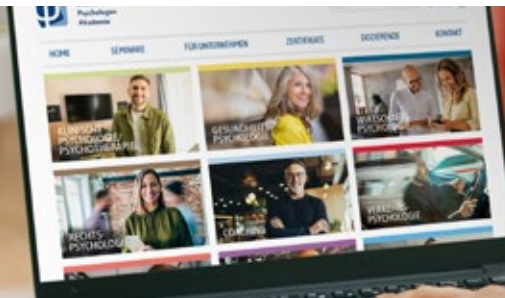 Psychologen
Akademie
HOME
SEMINARE
FÜR UNTERNEHMEN
ZERTIFIKATE
DOZIERENDE
KONTAKT
KLINISCHE
PSYCHOLOGIE/
PSYCHOTHERAPIE
GESUNDHEITS-
PSYCHOLOGIE
WIRTSCHAFTS-
PSYCHOLOGIE
RECHTS-
PSYCHOLOGIE
COACHING
VERKEHRS-
PSYCHOLOGIE